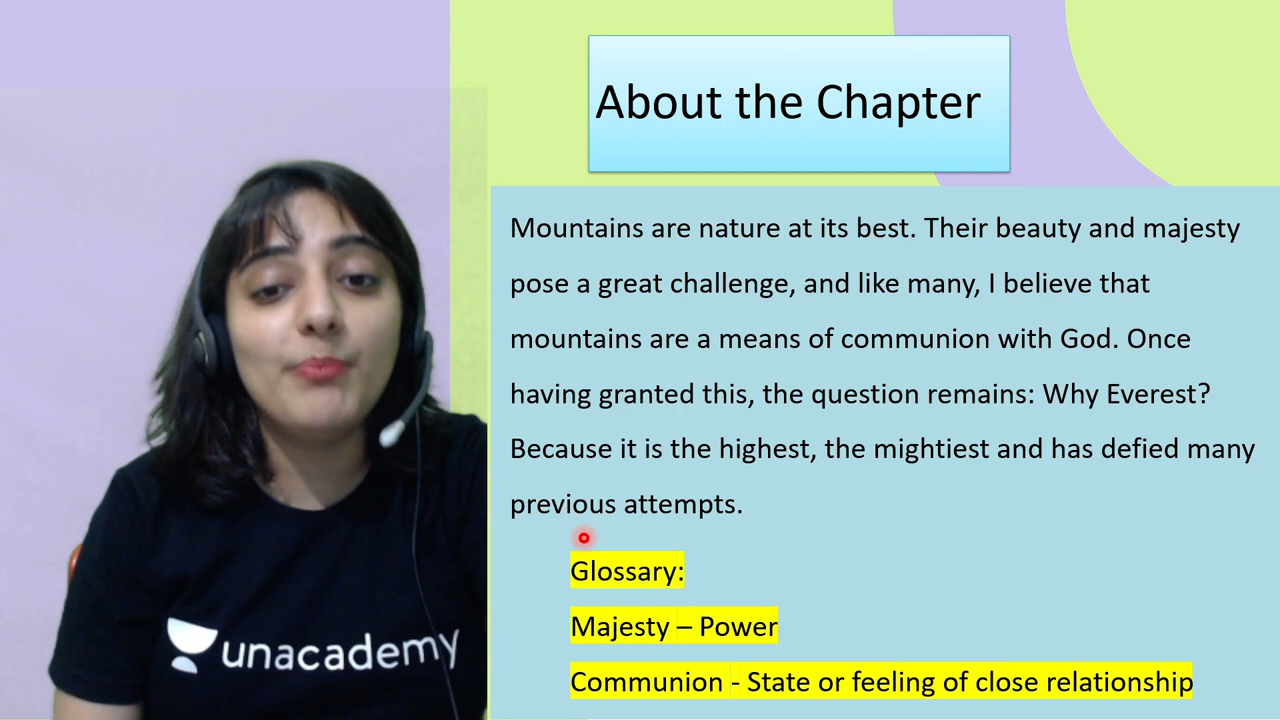 About the Chapter
Mountains are nature at its best. Their beauty and majesty
pose a great challenge, and like many, I believe that
mountains are a means of communion with God. Once
having granted this, the question remains: Why Everest?
Because it is the highest, the mightiest and has defied many
previous attempts.
Glossary:
Majesty – Power
Communion - State or feeling of close relationship
unacademy